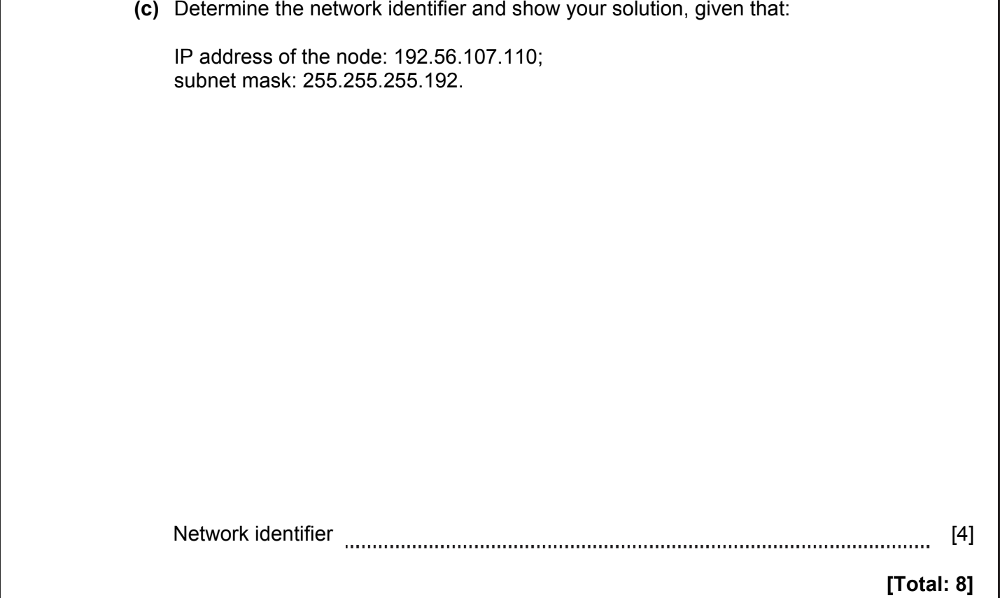 (c) Determine the network identifier and show your solution, given that:
IP address of the node: 192.56.107.110;
subnet mask: 255.255.255.192.
Network identifier ........................................................................................ [4]
[Total: 8]